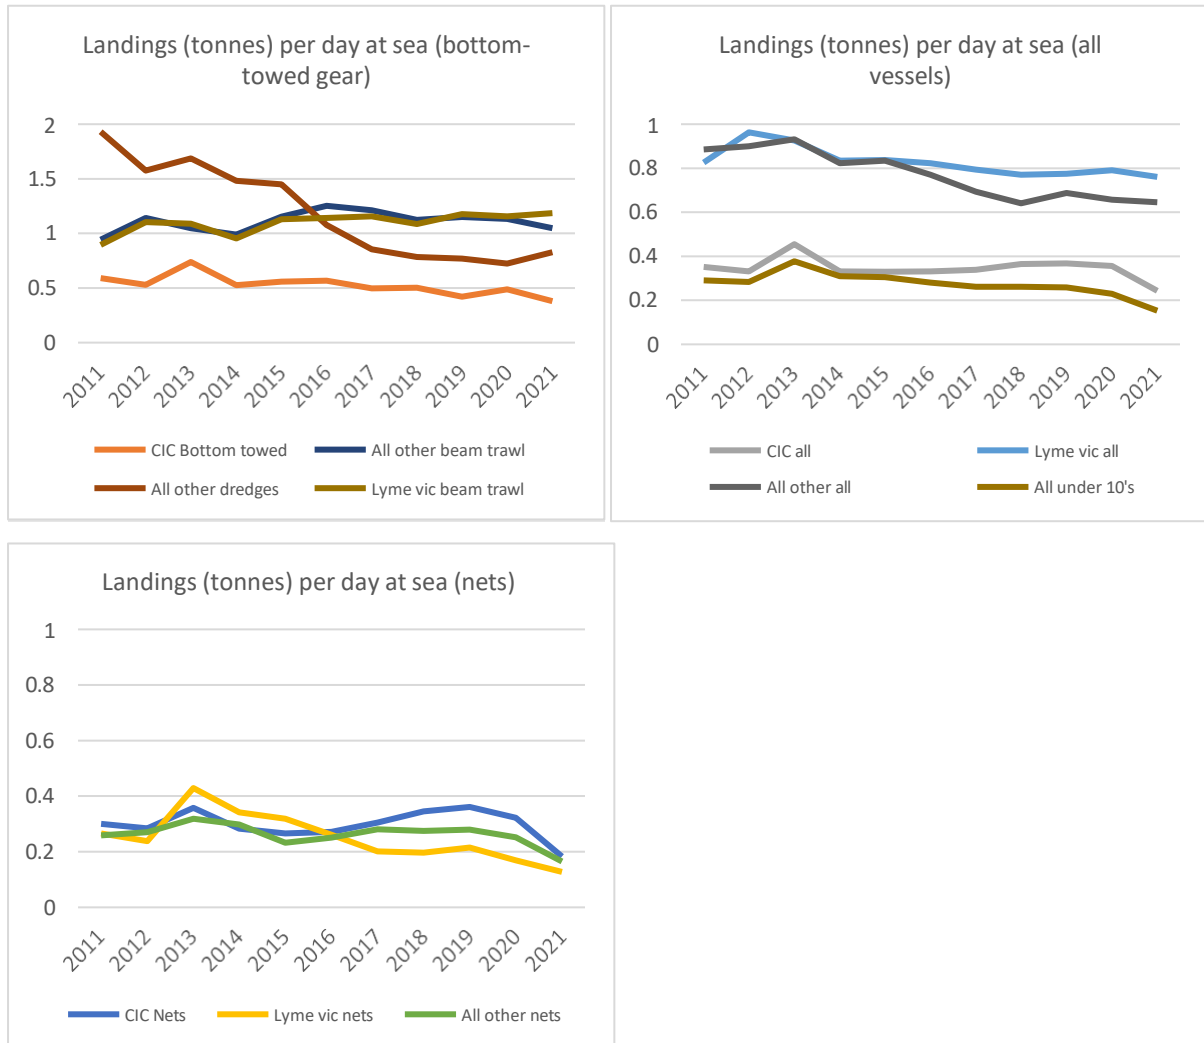 Landings (tonnes) per day at sea (bottom-
towed gear)
2
1.5
1
0.5
0
2011 2012 2013 2014 2015 2016 2017 2018 2019 2020 2021
CIC Bottom towed All other beam trawl
All other dredges Lyme vic beam trawl
Landings (tonnes) per day at sea (all
vessels)
1
0.8
0.6
0.4
0.2
0
2011 2012 2013 2014 2015 2016 2017 2018 2019 2020 2021
CIC all Lyme vic all
All other all All under 10's
Landings (tonnes) per day at sea (nets)
1
0.8
0.6
0.4
0.2
0
2011 2012 2013 2014 2015 2016 2017 2018 2019 2020 2021
CIC Nets Lyme vic nets All other nets